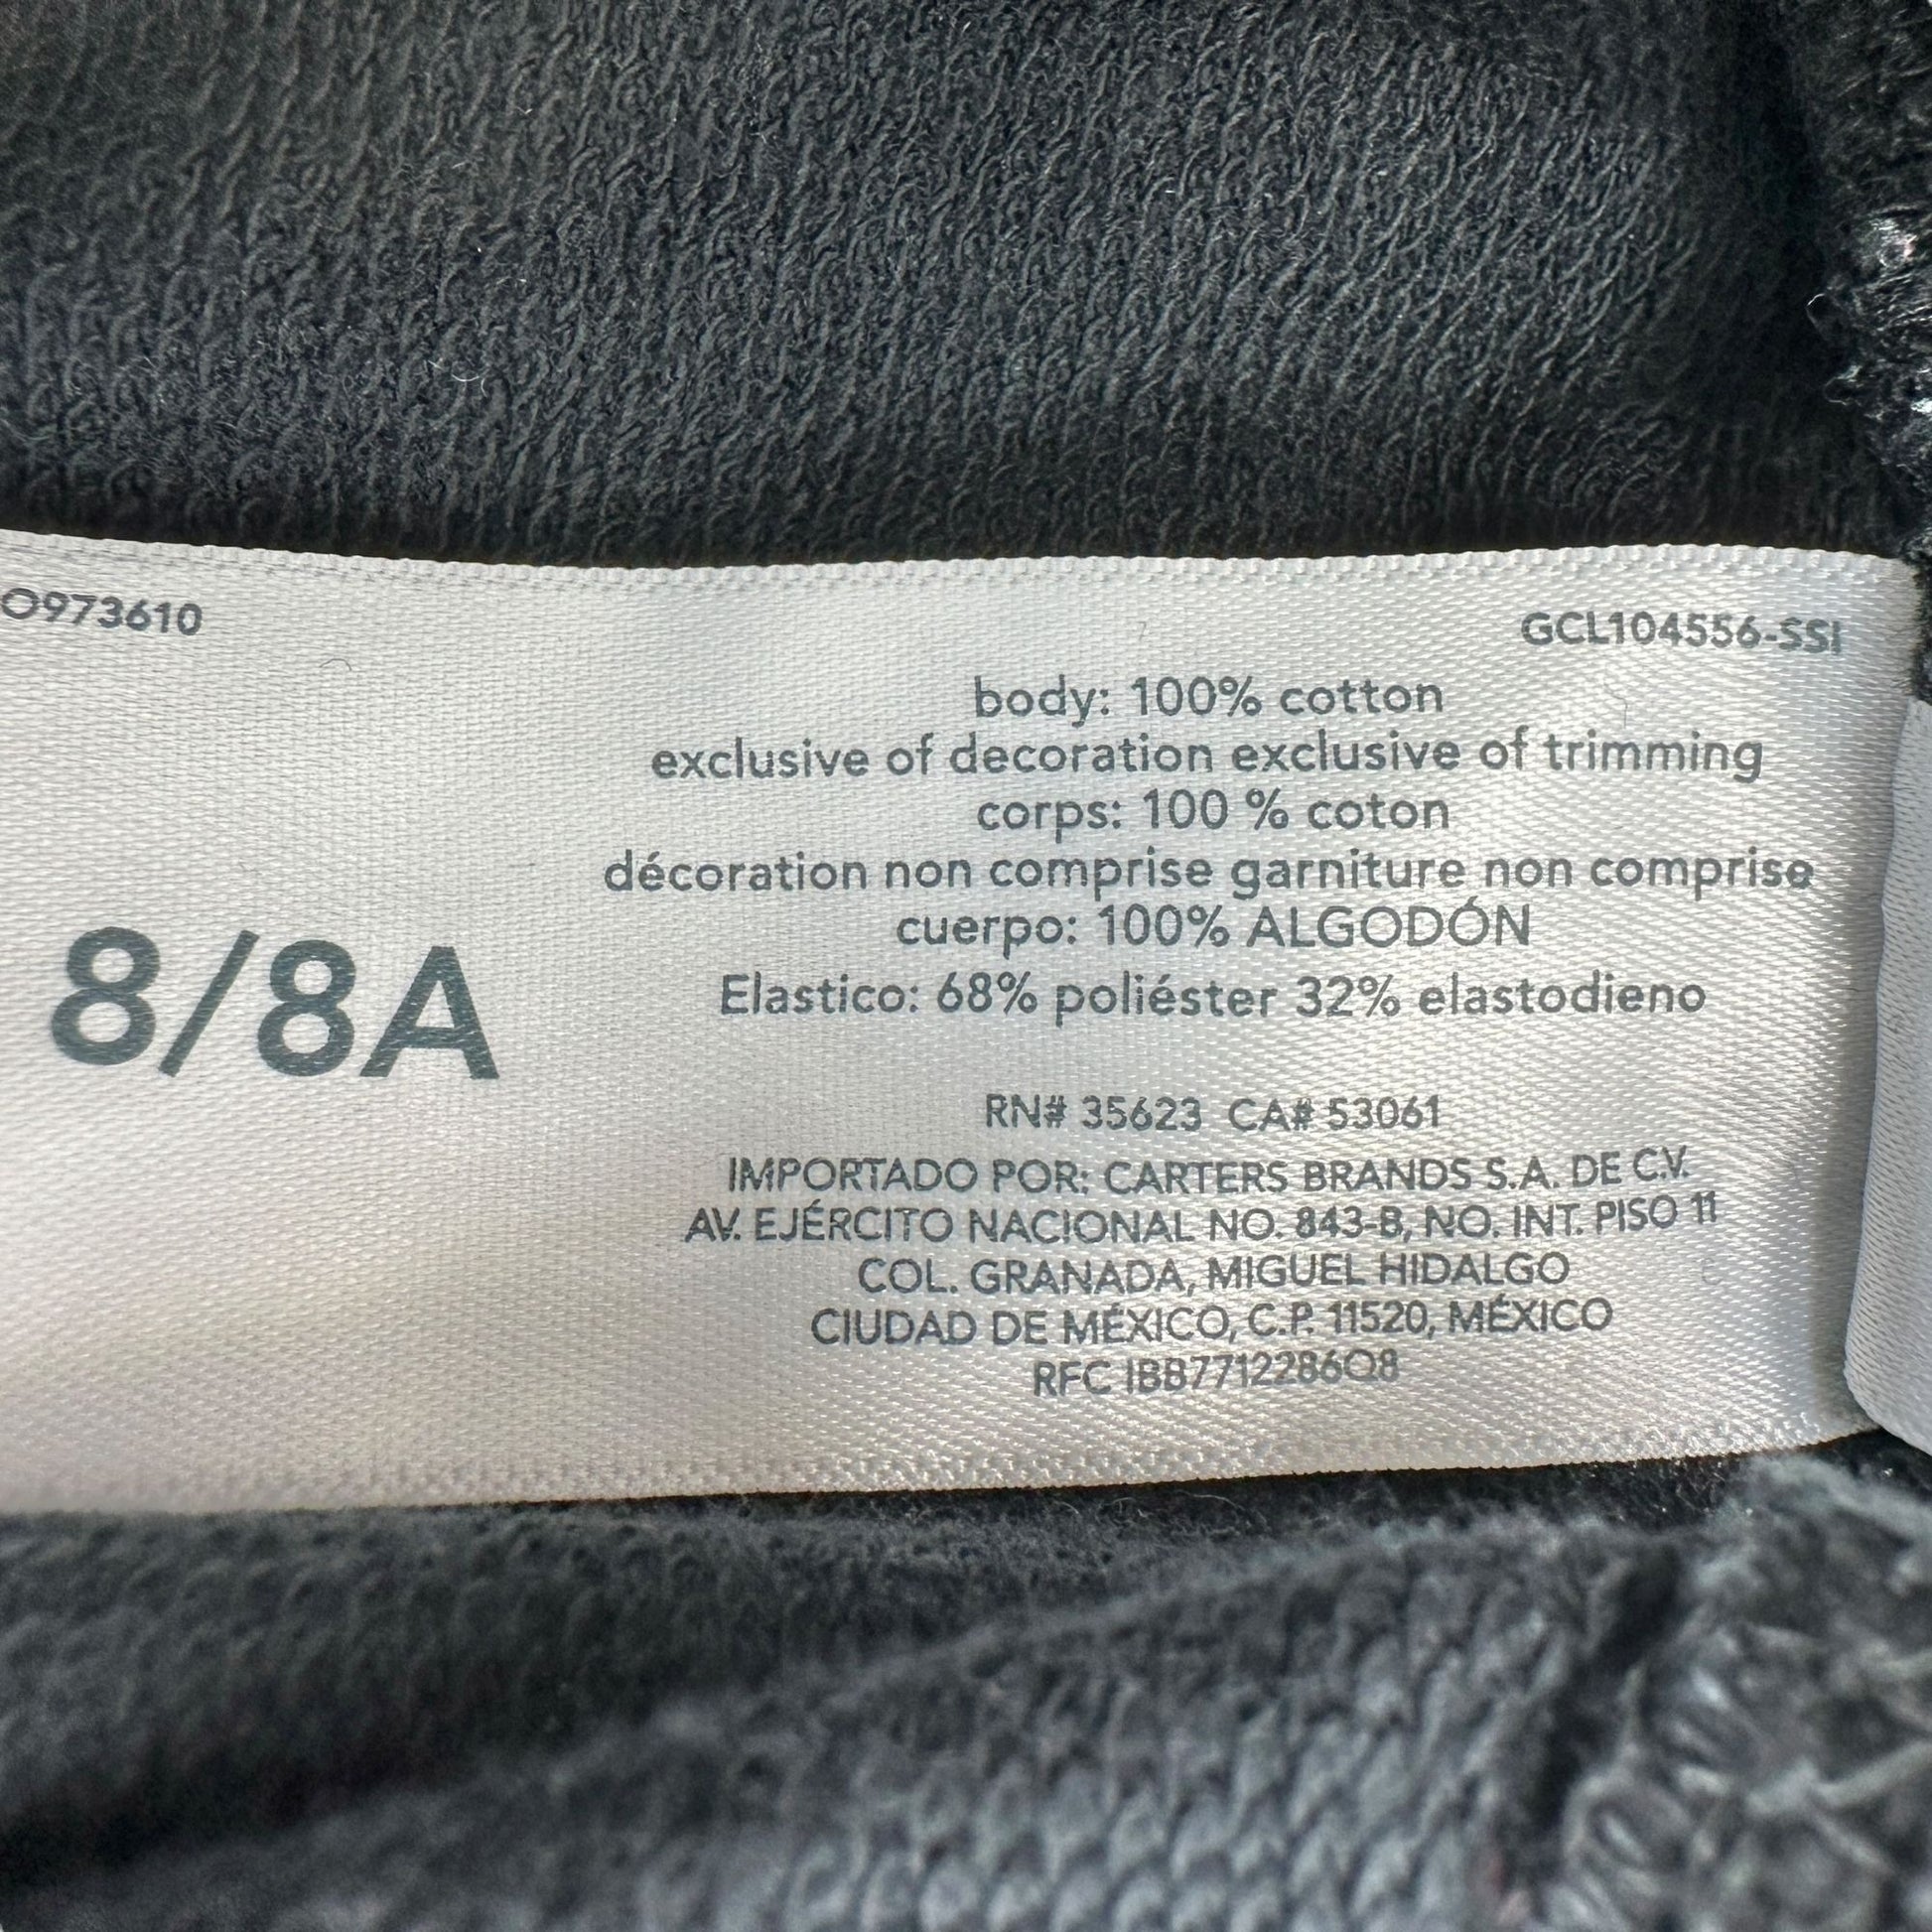 O973610
GCL104556-SSI
body: 100% cotton
exclusive of decoration exclusive of trimming
corps: 100 % coton
décoration non comprise garniture non comprise
cuerpo: 100% ALGODÓN
Elastico: 68% poliéster 32% elastodieno
8/8A
RN# 35623 CA# 53061
IMPORTADO POR: CARTERS BRANDS S.A. DE C.V.
AV. EJÉRCITO NACIONAL NO. 843-B, NO. INT. PISO 11
COL. GRANADA, MIGUEL HIDALGO
CIUDAD DE MÉXICO, C.P. 11520, MÉXICO
RFC IBB7712286Q8